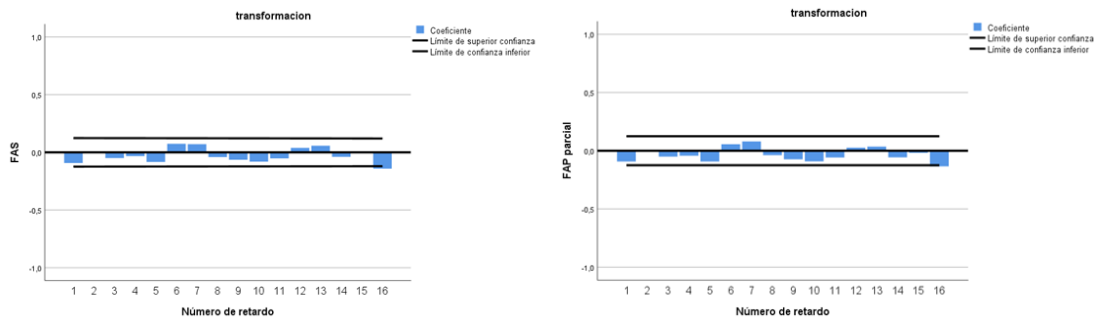 transformacion
1,0
0,5
0,0
-0,5
-1,0
FAS
1 2 3 4 5 6 7 8 9 10 11 12 13 14 15 16
Número de retardo
Coeficiente
Límite de superior confianza
Límite de confianza inferior
transformacion
1,0
0,5
0,0
-0,5
-1,0
FAP parcial
1 2 3 4 5 6 7 8 9 10 11 12 13 14 15 16
Número de retardo
Coeficiente
Límite de superior confianza
Límite de confianza inferior